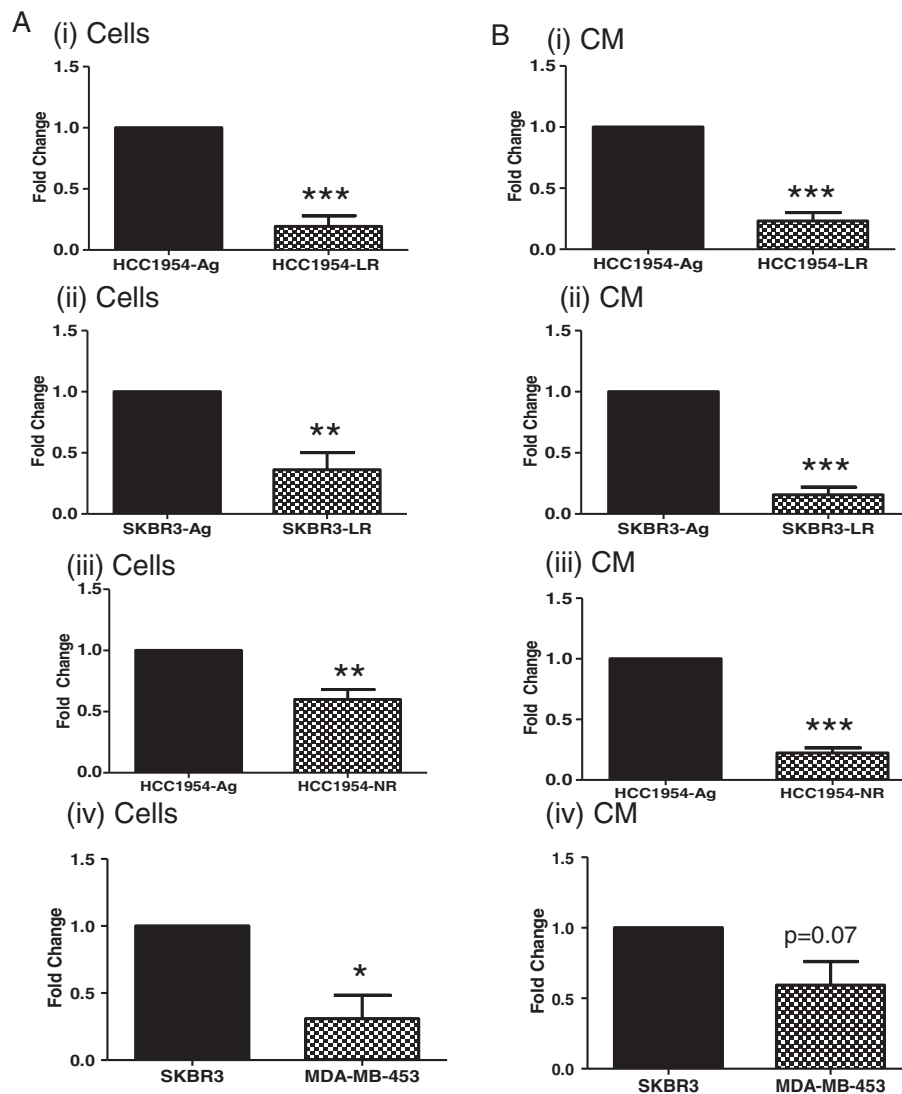 A
(i) Cells
1.5
1.0
0.5
0.0
Fold Change
***
HCC1954-Ag HCC1954-LR
(ii) Cells
1.5
1.0
0.5
0.0
Fold Change
**
SKBR3-Ag SKBR3-LR
(iii) Cells
1.5
1.0
0.5
0.0
Fold Change
**
HCC1954-Ag HCC1954-NR
(iv) Cells
1.5
1.0
0.5
0.0
Fold Change
*
SKBR3 MDA-MB-453
B
(i) CM
1.5
1.0
0.5
0.0
Fold Change
***
HCC1954-Ag HCC1954-LR
(ii) CM
1.5
1.0
0.5
0.0
Fold Change
***
SKBR3-Ag SKBR3-LR
(iii) CM
1.5
1.0
0.5
0.0
Fold Change
***
HCC1954-Ag HCC1954-NR
(iv) CM
1.5
1.0
0.5
0.0
Fold Change
p=0.07
SKBR3 MDA-MB-453